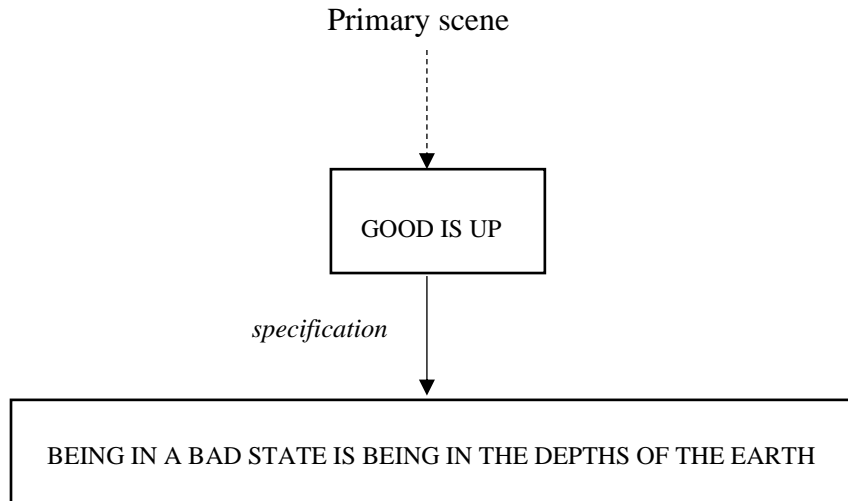 Primary scene
GOOD IS UP
specification
BEING IN A BAD STATE IS BEING IN THE DEPTHS OF THE EARTH